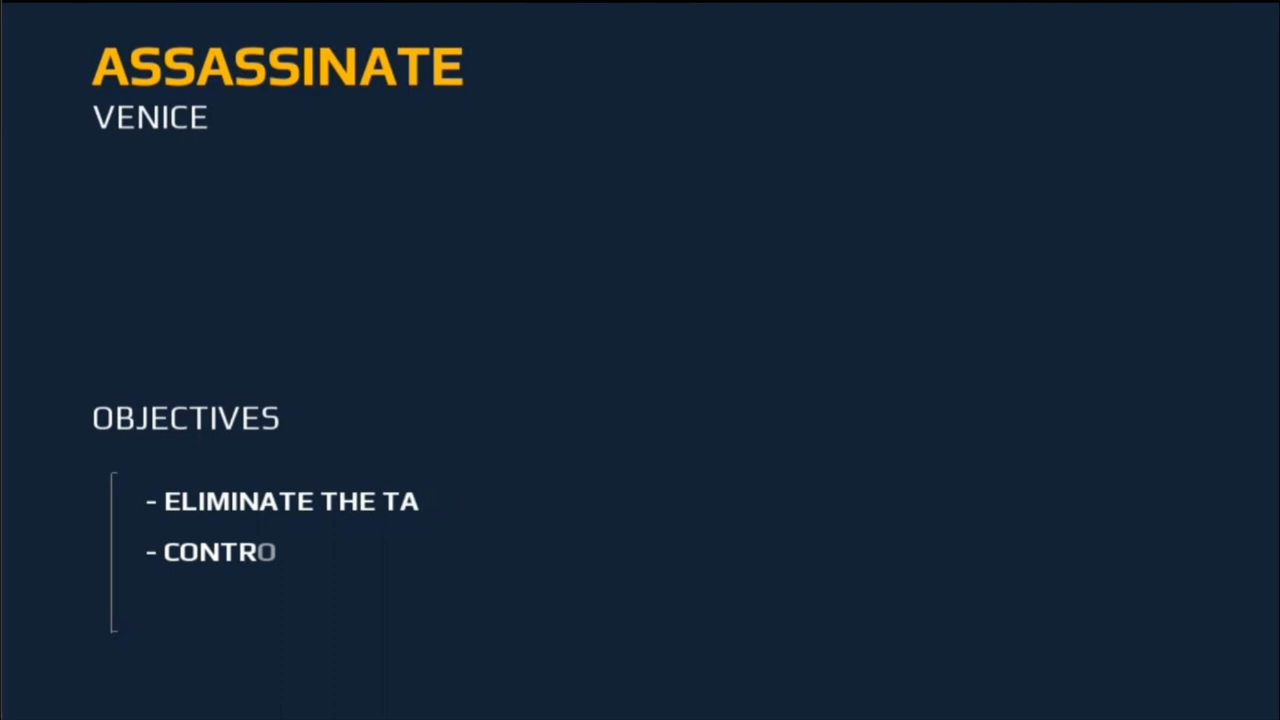 ASSASSINATE
VENICE
OBJECTIVES
- ELIMINATE THE TA
- CONTRO